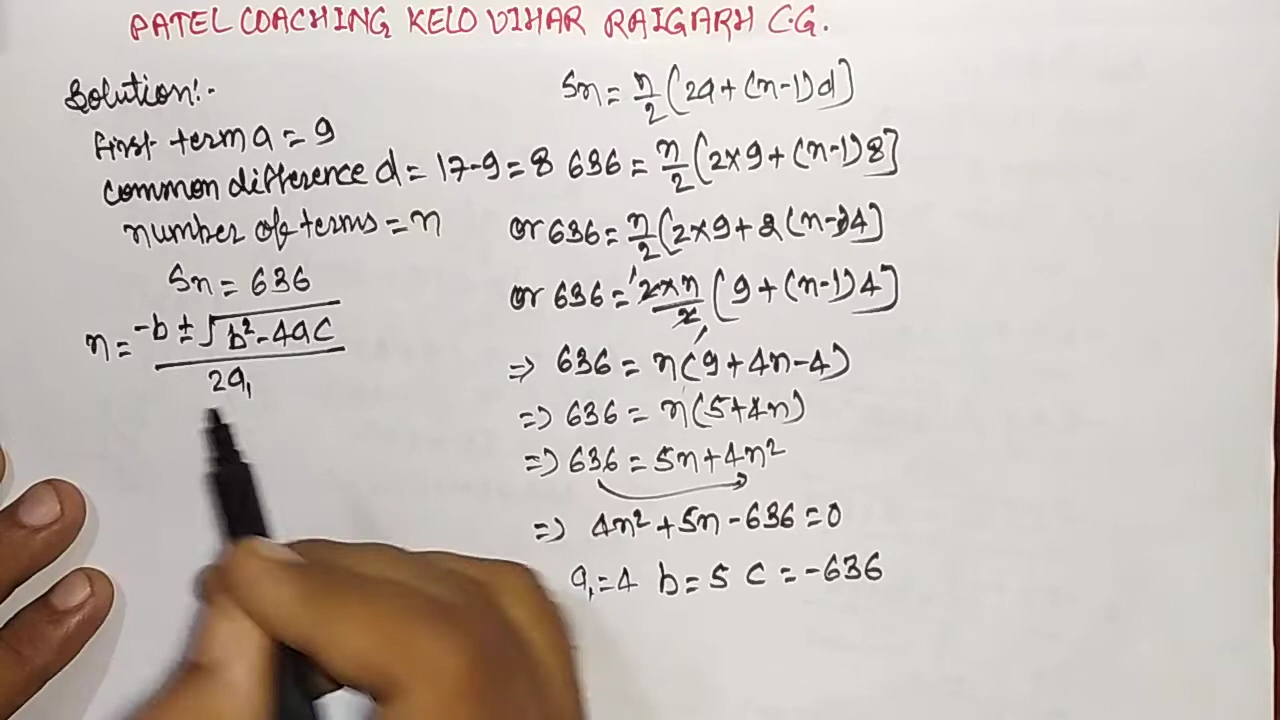 PATEL COACHING KELO VIHAR RAIGARH C.G.
Solution:-
First term a = 9
Common difference d = 17-9 = 8
number of terms = n
Sn = 636
n = -b ± √b²-4a₁c / 2a₁
Sn = n/2 [2a + (n-1)d]
636 = n/2 [2×9 + (n-1)8]
or 636 = n/2 [2×9 + 2(n-1)4]
or 636 = 2×n/2 [9 + (n-1)4]
=> 636 = n(9+4n-4)
=> 636 = n(5+4n)
=> 636 = 5n+4n²
=> 4n²+5n-636=0
a₁=4 b=5 c=-636